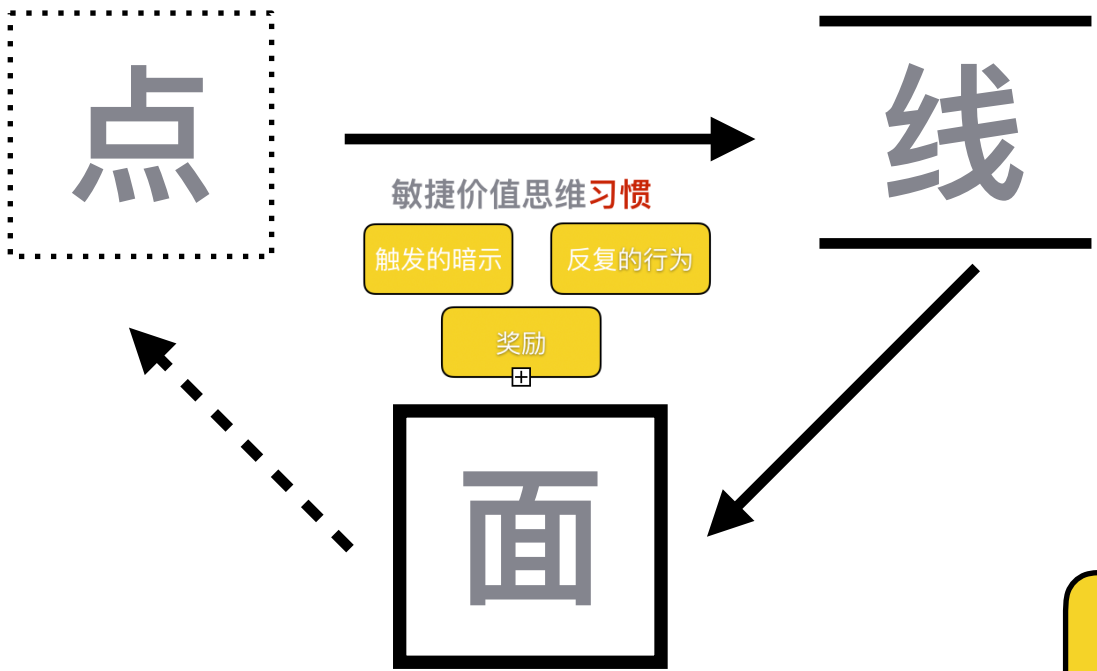 点
线
敏捷价值思维习惯
触发的暗示
反复的行为
奖励
面